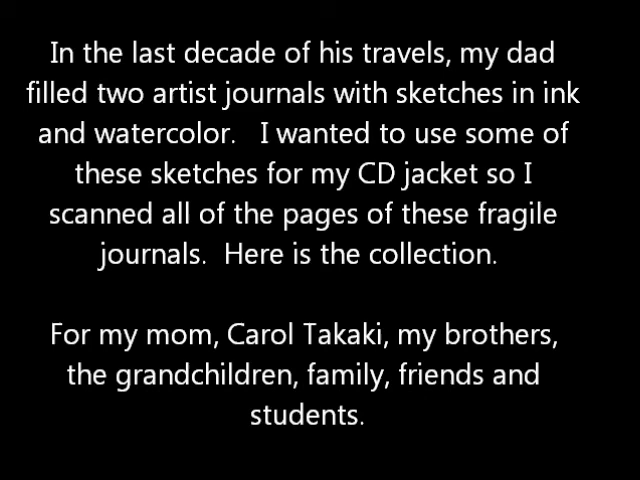 In the last decade of his travels, my dad
filled two artist journals with sketches in ink
and watercolor.   I wanted to use some of
these sketches for my CD jacket so I
scanned all of the pages of these fragile
journals.  Here is the collection.
For my mom, Carol Takaki, my brothers,
the grandchildren, family, friends and
students.